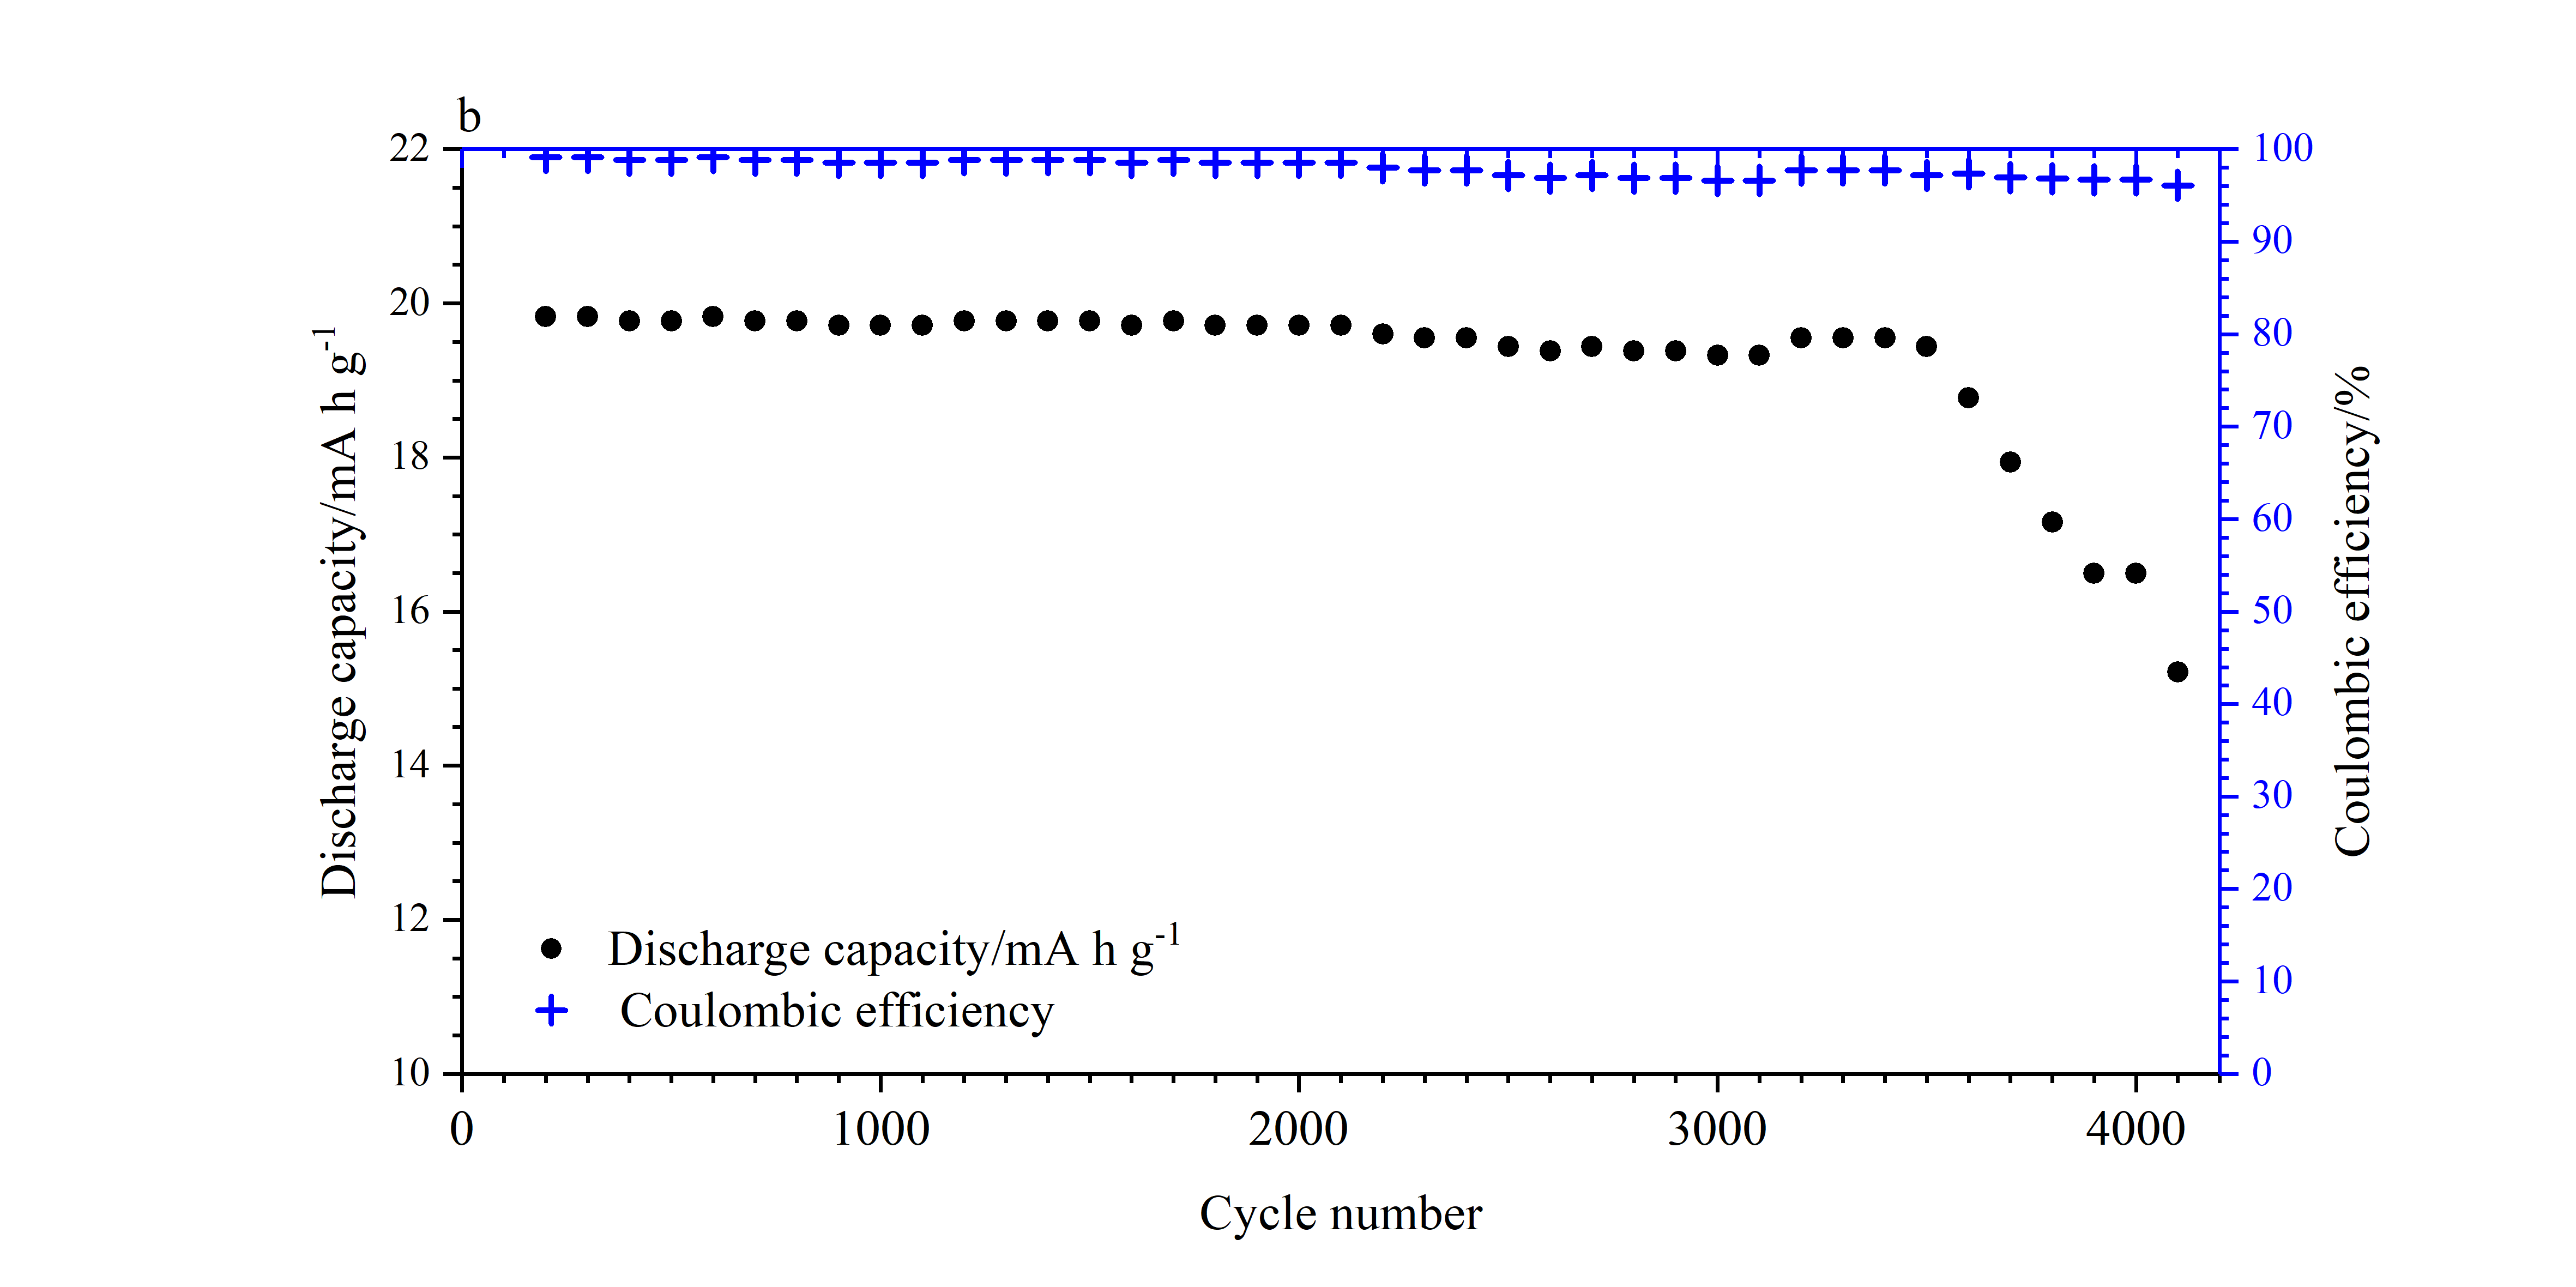 b
22
20
18
16
14
12
10
Discharge capacity/mA h g-1
100
90
80
70
60
50
40
30
20
10
0
Coulombic efficiency/%
Discharge capacity/mA h g-1
Coulombic efficiency
0 1000 2000 3000 4000
Cycle number